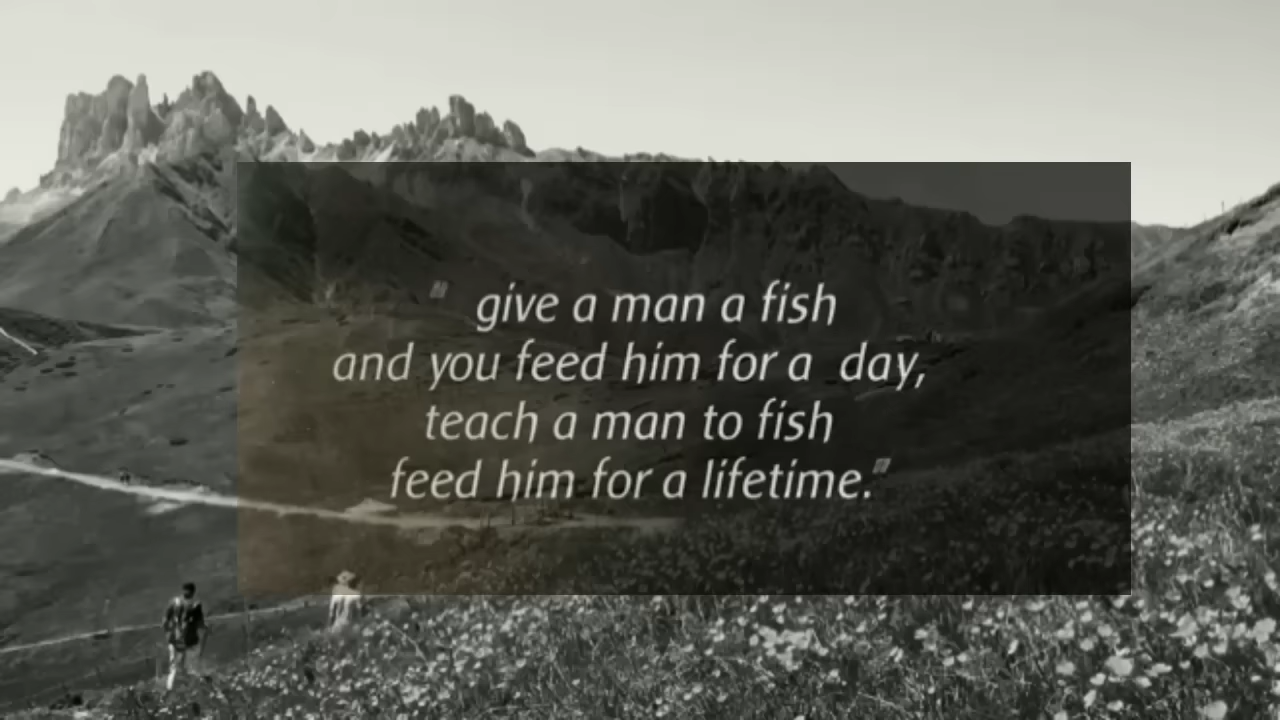 " give a man a fish
and you feed him for a day,
teach a man to fish
feed him for a lifetime."